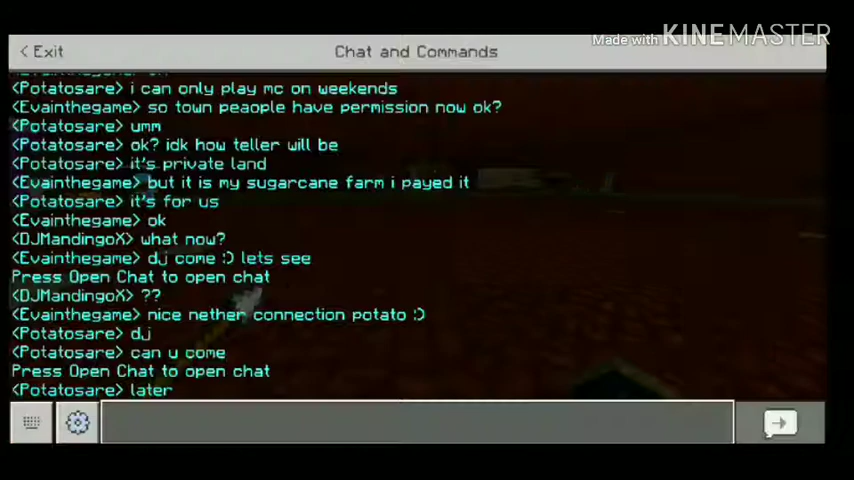 Made with KINEMASTER
< Exit
Chat and Commands
<Potatosare> i can only play mc on weekends
<Evainthegame> so town peaople have permission now ok?
<Potatosare> umm
<Potatosare> ok? idk how teller will be
<Potatosare> it's private land
<Evainthegame> but it is my sugarcane farm i payed it
<Potatosare> it's for us
<Evainthegame> ok
<DJMandingoX> what now?
<Evainthegame> dj come :) lets see
Press Open Chat to open chat
<DJMandingoX> ??
<Evainthegame> nice nether connection potato :)
<Potatosare> dj
<Potatosare> can u come
Press Open Chat to open chat
<Potatosare> later